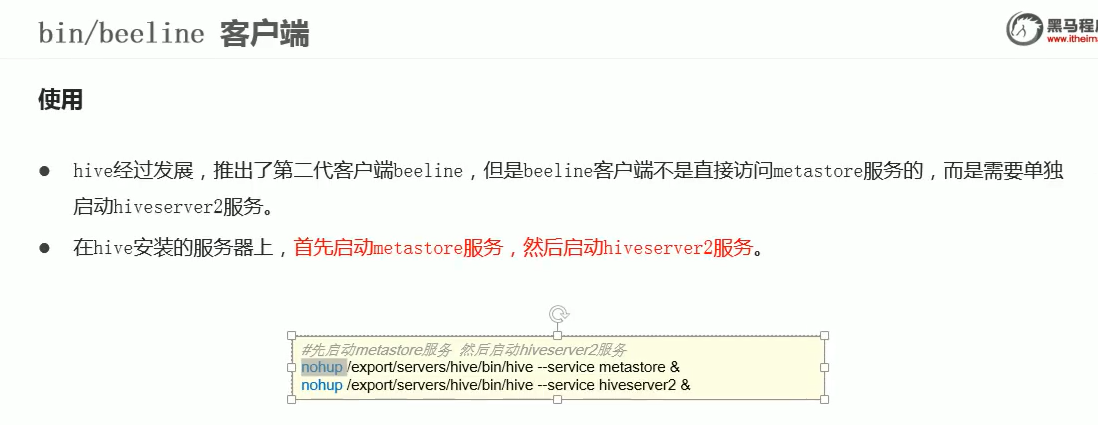 bin/beeline 客户端
黑马程
www.itheima
使用
hive经过发展，推出了第二代客户端beeline，但是beeline客户端不是直接访问metastore服务的，而是需要单独
启动hiveserver2服务。
在hive安装的服务器上，首先启动metastore服务，然后启动hiveserver2服务。
#先启动metastore服务 然后启动hiveserver2服务
nohup /export/servers/hive/bin/hive --service metastore &
nohup /export/servers/hive/bin/hive --service hiveserver2 &